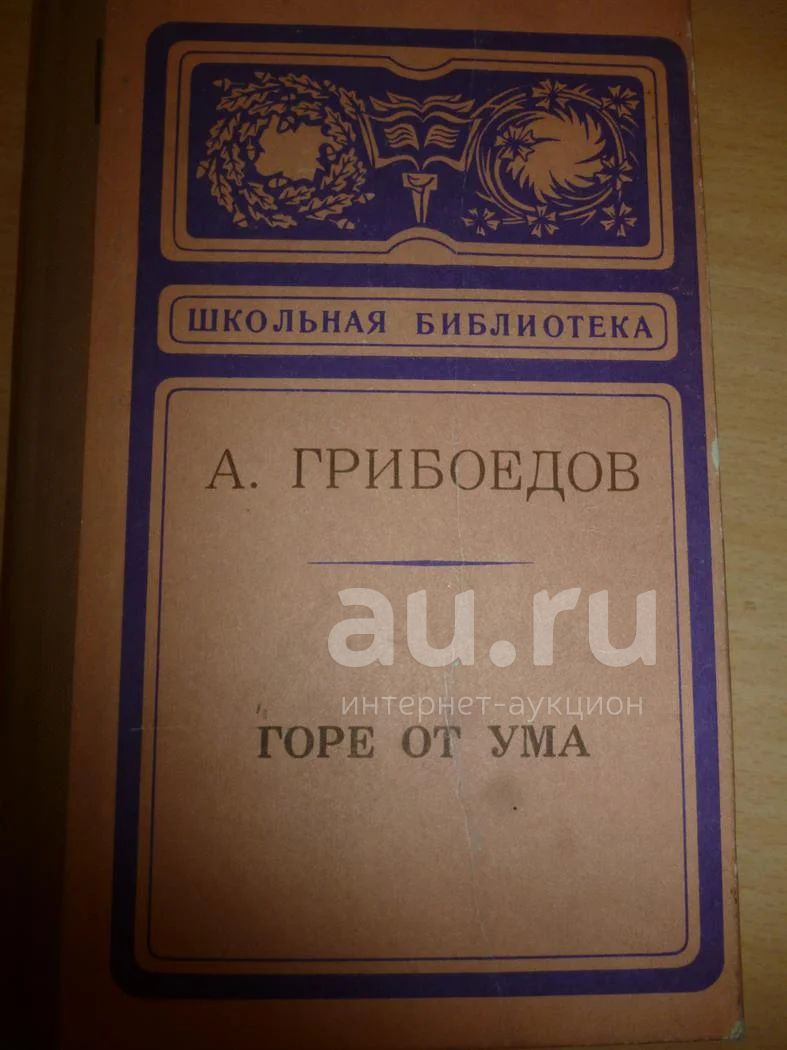 ШКОЛЬНАЯ БИБЛИОТЕКА
А. ГРИБОЕДОВ
au.ru
интернет-аукцион
ГОРЕ ОТ УМА